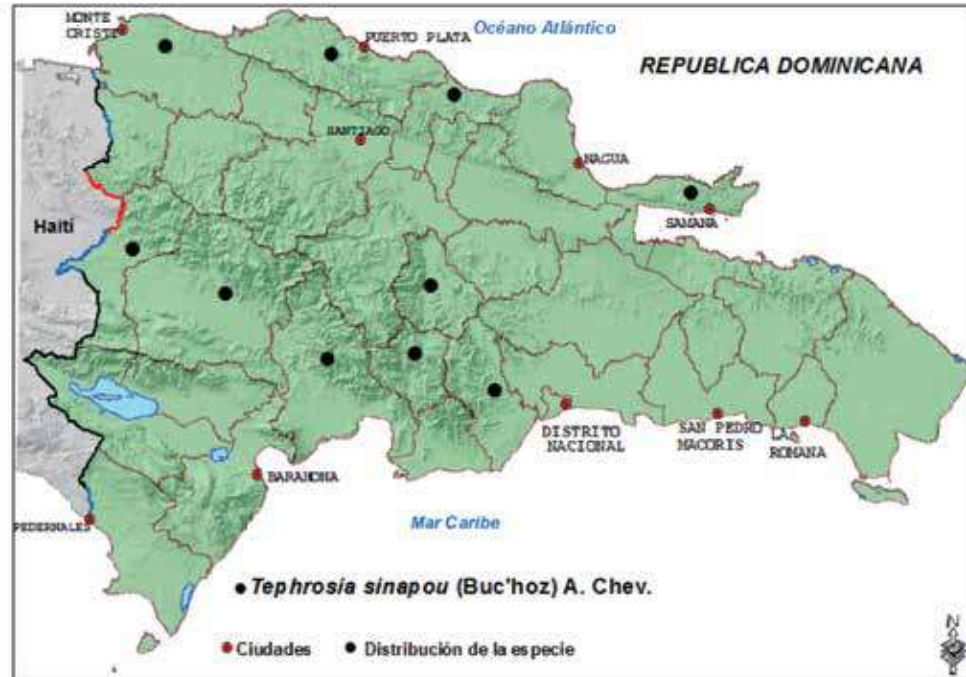 MONTE
CRISTI
PUERTO PLATA
Océano Atlántico
REPUBLICA DOMINICANA
SANTIAGO
NAGUA
SAMANA
Haití
DISTRITO
NACIONAL
SAN PEDRO
MACORIS
LA
ROMANA
BARAHONA
PEDERNALES
Mar Caribe
Tephrosia sinapou (Buc'hoz) A. Chev.
Ciudades
Distribución de la especie
N